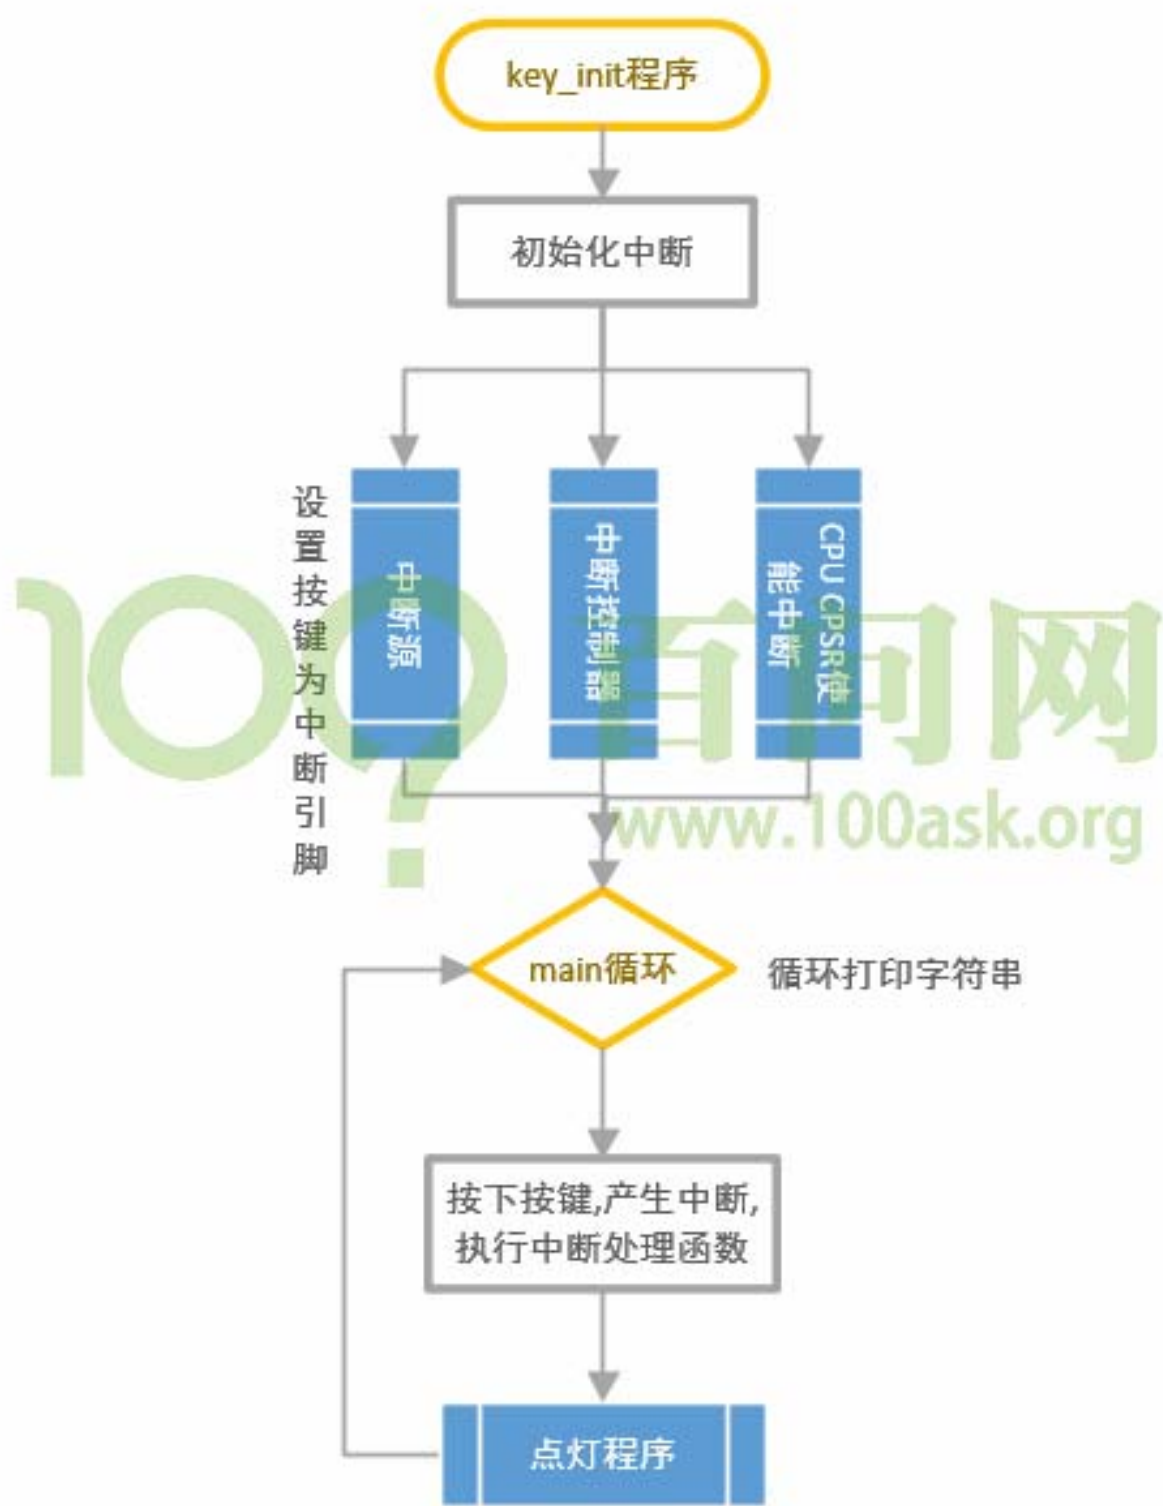 key_init程序
初始化中断
设置按键为中断引脚
中断源
中断控制器
CPU CPSR使
能中断
100?
百问网
www.100ask.org
main循环
循环打印字符串
按下按键,产生中断,
执行中断处理函数
点灯程序